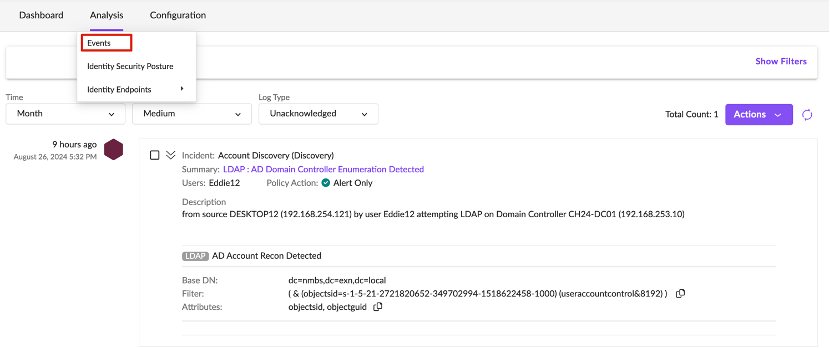 Dashboard Analysis Configuration
Events
Identity Security Posture
Identity Endpoints
Show Filters
Time
Log Type
Month
Medium
Unacknowledged
Total Count: 1
Actions
9 hours ago
August 26, 2024 5:32 PM
Incident: Account Discovery (Discovery)
Summary: LDAP : AD Domain Controller Enumeration Detected
Users: Eddie12 Policy Action: Alert Only
Description
from source DESKTOP12 (192.168.254.121) by user Eddie12 attempting LDAP on Domain Controller CH24-DC01 (192.168.253.10)
LDAP AD Account Recon Detected
Base DN: dc=nmbs,dc=exn,dc=local
Filter: ( & (objectsid=s-1-5-21-2721820652-349702994-1518622458-1000) (useraccountcontrol&8192) )
Attributes: objectsid, objectguid